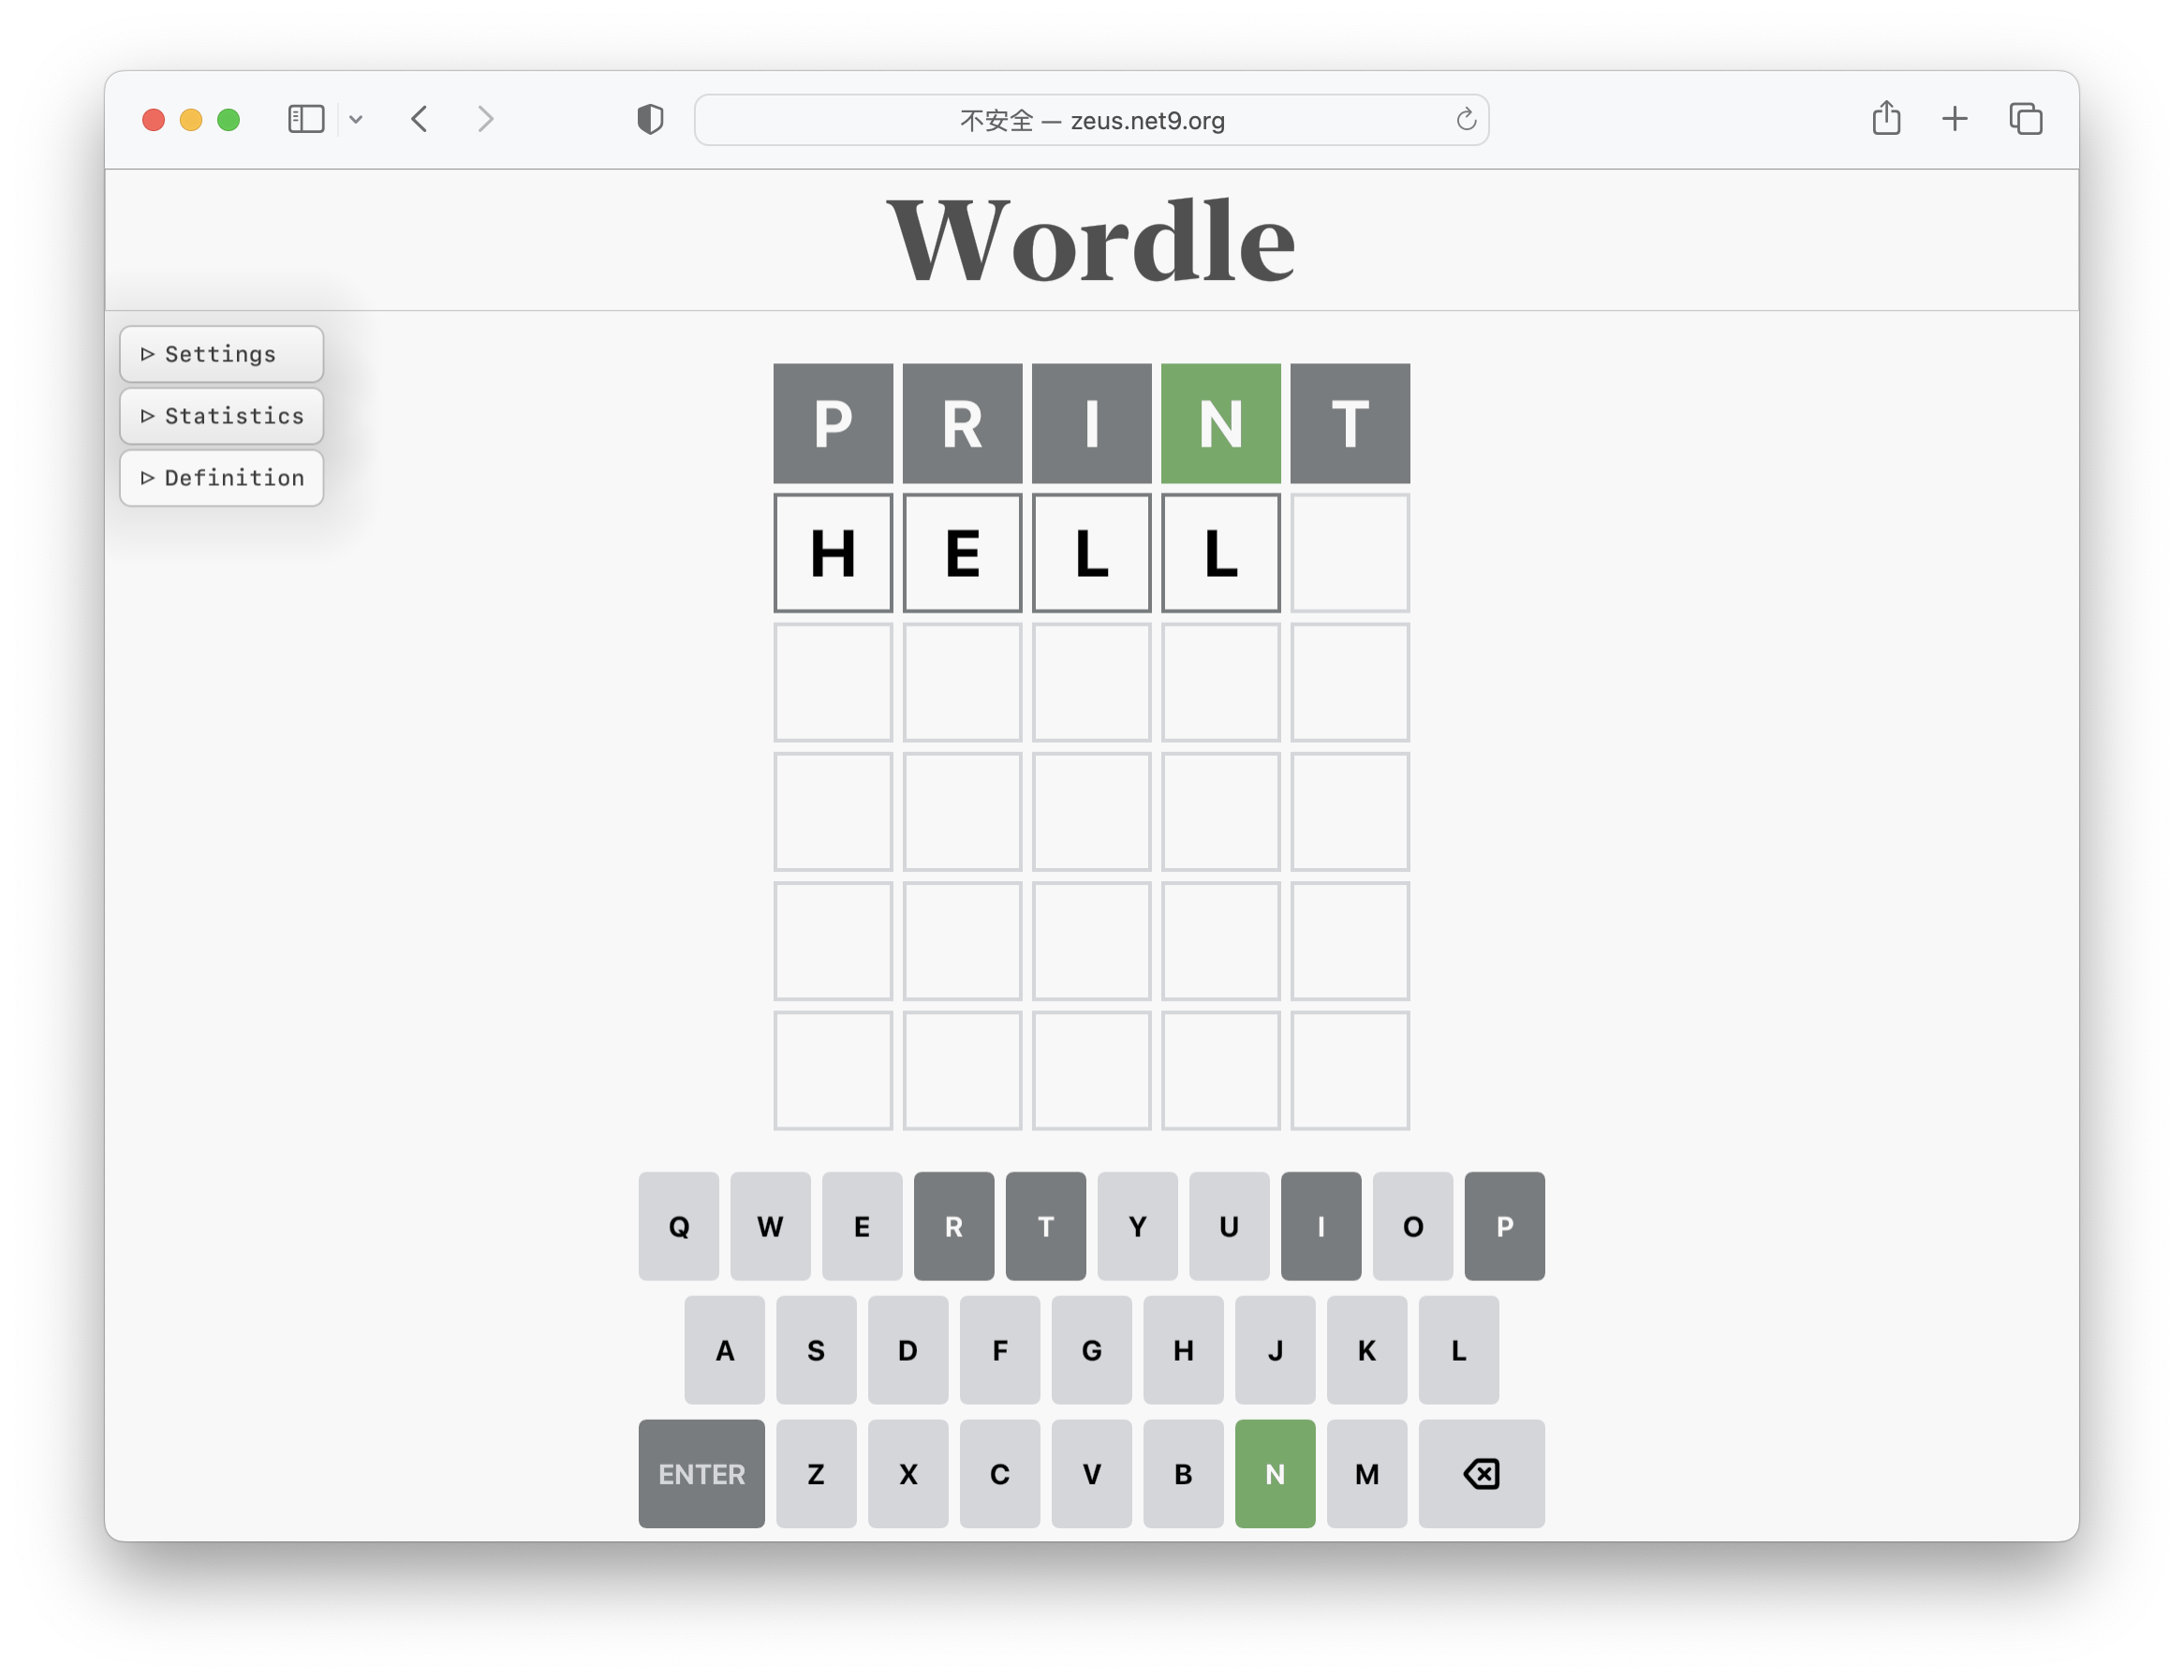 不安全 — zeus.net9.org
Wordle
Settings
Statistics
Definition
P R I N T
H E L L
Q W E R T Y U I O P
A S D F G H J K L
ENTER Z X C V B N M